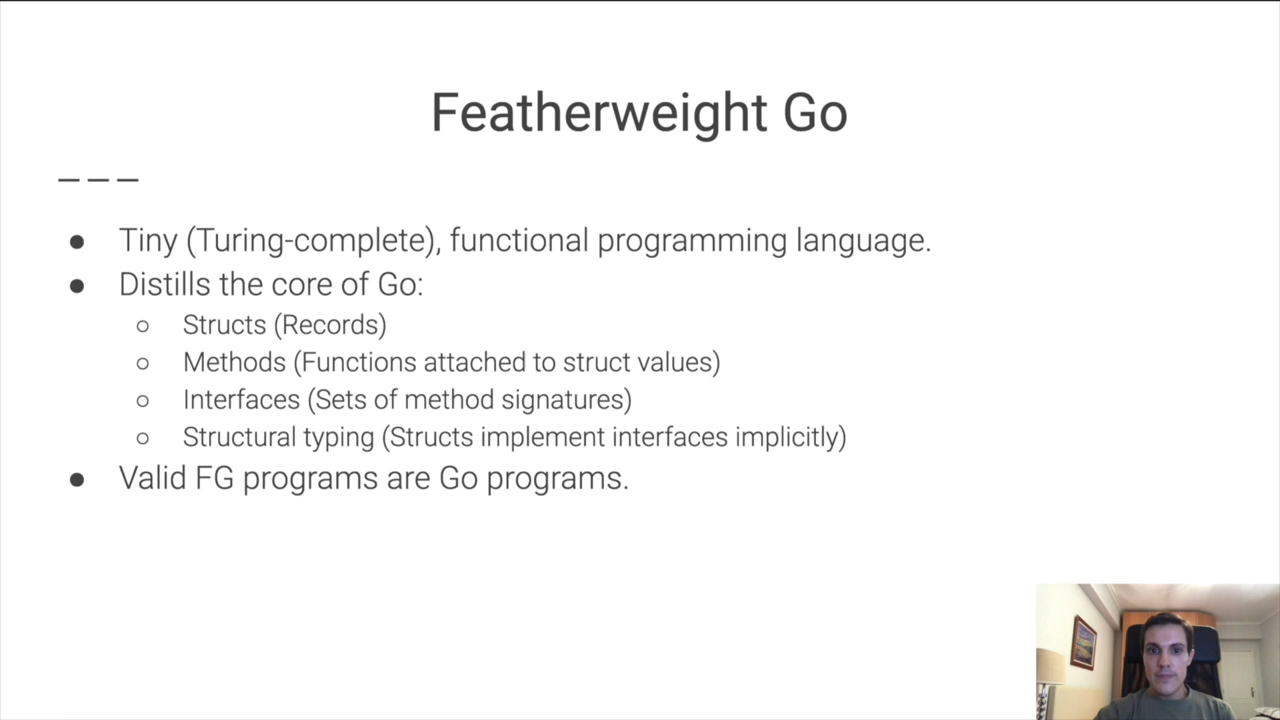 Featherweight Go
● Tiny (Turing-complete), functional programming language.
● Distills the core of Go:
○ Structs (Records)
○ Methods (Functions attached to struct values)
○ Interfaces (Sets of method signatures)
○ Structural typing (Structs implement interfaces implicitly)
● Valid FG programs are Go programs.